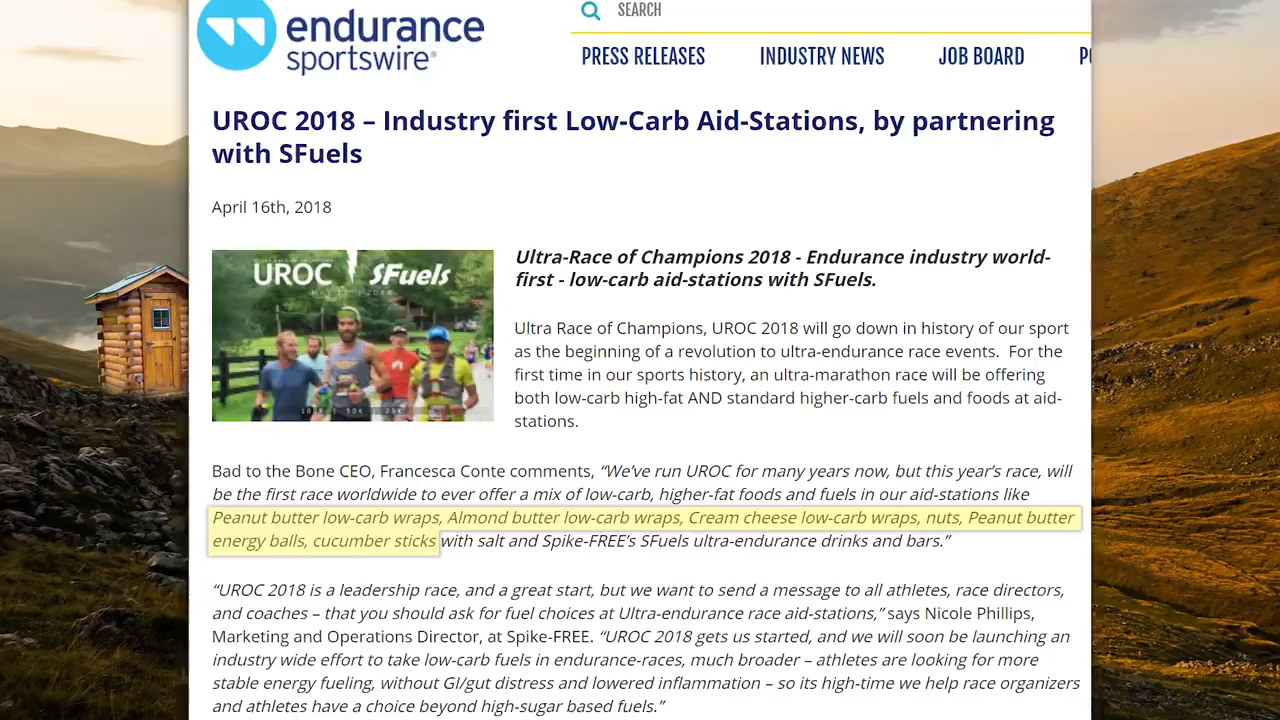 endurance
sportswire®
SEARCH
PRESS RELEASES INDUSTRY NEWS JOB BOARD
UROC 2018 – Industry first Low-Carb Aid-Stations, by partnering
with SFuels
April 16th, 2018
UROC SFuels
100K | 50K | 25K
Ultra-Race of Champions 2018 - Endurance industry world-
first - low-carb aid-stations with SFuels.
Ultra Race of Champions, UROC 2018 will go down in history of our sport
as the beginning of a revolution to ultra-endurance race events. For the
first time in our sports history, an ultra-marathon race will be offering
both low-carb high-fat AND standard higher-carb fuels and foods at aid-
stations.
Bad to the Bone CEO, Francesca Conte comments, “We’ve run UROC for many years now, but this year’s race, will
be the first race worldwide to ever offer a mix of low-carb, higher-fat foods and fuels in our aid-stations like
Peanut butter low-carb wraps, Almond butter low-carb wraps, Cream cheese low-carb wraps, nuts, Peanut butter
energy balls, cucumber sticks with salt and Spike-FREE’s SFuels ultra-endurance drinks and bars.”
“UROC 2018 is a leadership race, and a great start, but we want to send a message to all athletes, race directors,
and coaches – that you should ask for fuel choices at Ultra-endurance race aid-stations,” says Nicole Phillips,
Marketing and Operations Director, at Spike-FREE. “UROC 2018 gets us started, and we will soon be launching an
industry wide effort to take low-carb fuels in endurance-races, much broader – athletes are looking for more
stable energy fueling, without GI/gut distress and lowered inflammation – so its high-time we help race organizers
and athletes have a choice beyond high-sugar based fuels.”